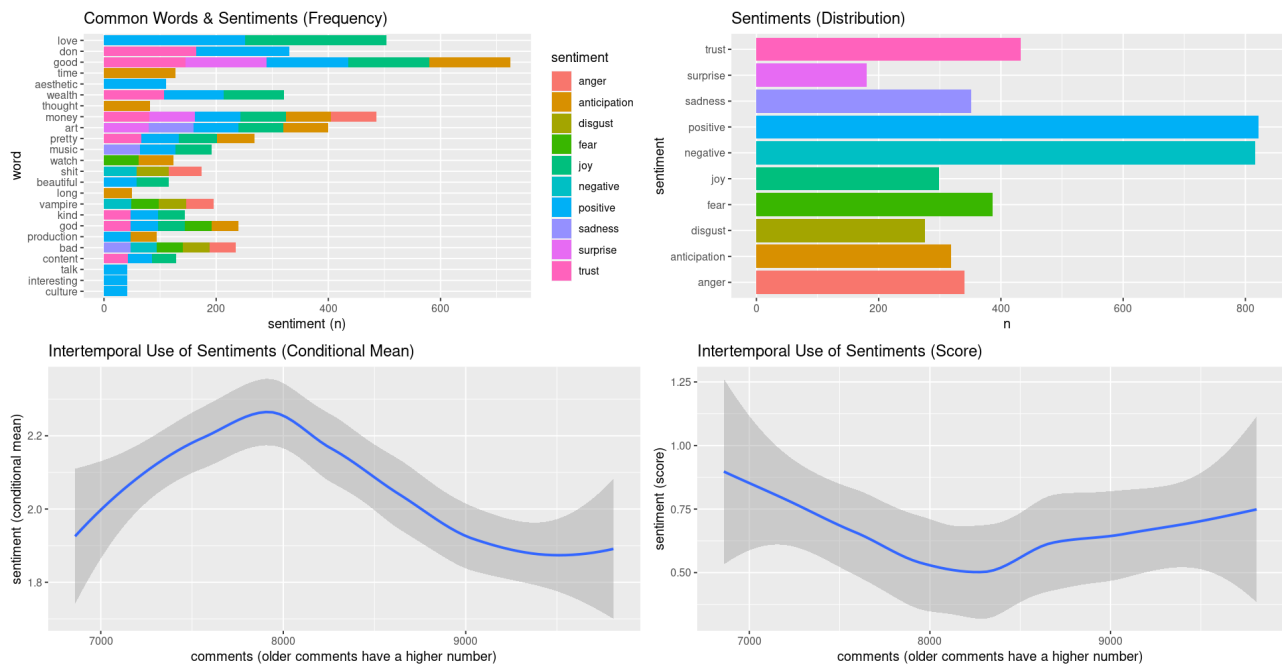 Common Words & Sentiments (Frequency)
word
love
don
good
time
aesthetic
wealth
thought
money
art
pretty
music
watch
shit
beautiful
long
vampire
kind
god
production
bad
content
talk
interesting
culture
0
200
400
600
sentiment (n)
sentiment
anger
anticipation
disgust
fear
joy
negative
positive
sadness
surprise
trust
Sentiments (Distribution)
sentiment
trust
surprise
sadness
positive
negative
joy
fear
disgust
anticipation
anger
0
200
400
600
800
n
Intertemporal Use of Sentiments (Conditional Mean)
sentiment (conditional mean)
2.2
2.0
1.8
7000
8000
9000
comments (older comments have a higher number)
Intertemporal Use of Sentiments (Score)
sentiment (score)
1.25
1.00
0.75
0.50
7000
8000
9000
comments (older comments have a higher number)